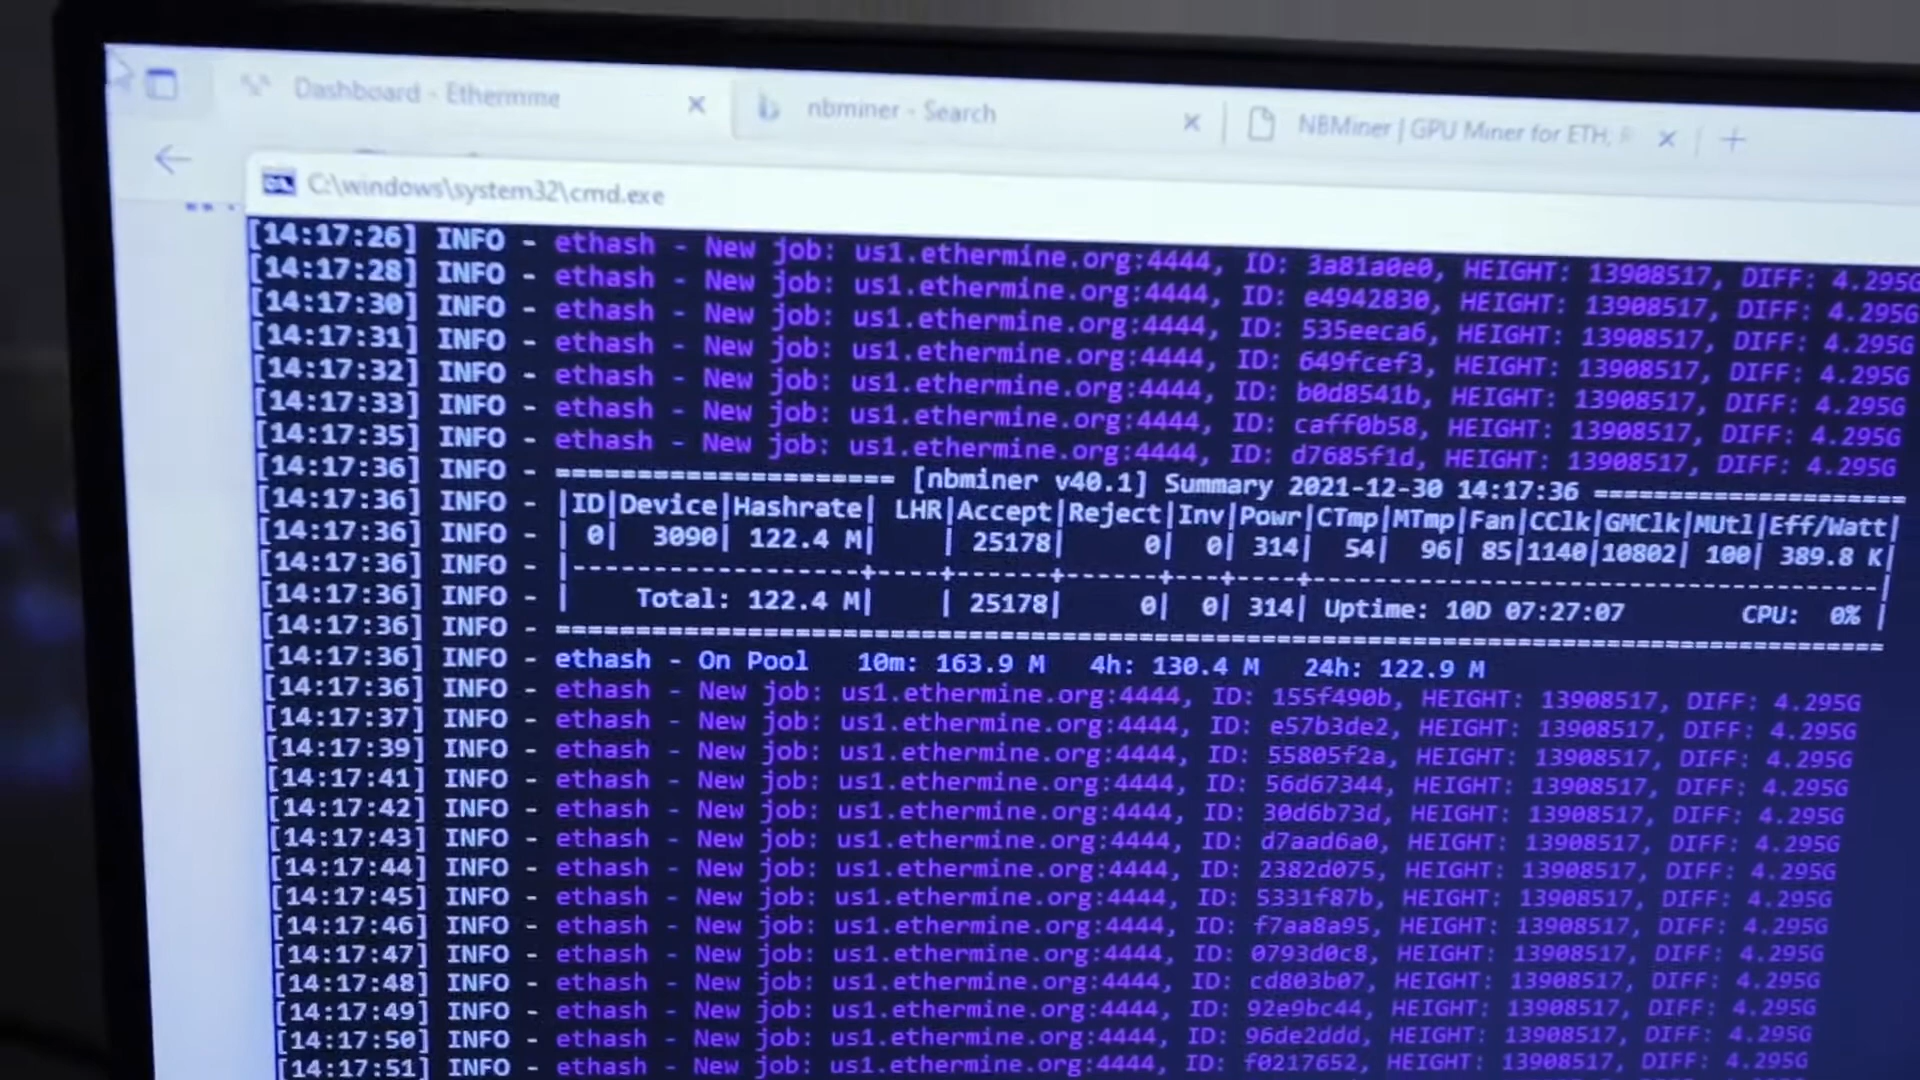 Dashboard - Ethermine
nbminer - Search
NBMiner | GPU Miner for ETH, R
C:\windows\system32\cmd.exe
[14:17:26] INFO - ethash - New job: us1.ethermine.org:4444, ID: 3a81a0e0, HEIGHT: 13908517, DIFF: 4.295G
[14:17:28] INFO - ethash - New job: us1.ethermine.org:4444, ID: e4942830, HEIGHT: 13908517, DIFF: 4.295G
[14:17:30] INFO - ethash - New job: us1.ethermine.org:4444, ID: 535eeca6, HEIGHT: 13908517, DIFF: 4.295G
[14:17:31] INFO - ethash - New job: us1.ethermine.org:4444, ID: 649fcef3, HEIGHT: 13908517, DIFF: 4.295G
[14:17:32] INFO - ethash - New job: us1.ethermine.org:4444, ID: b0d8541b, HEIGHT: 13908517, DIFF: 4.295G
[14:17:33] INFO - ethash - New job: us1.ethermine.org:4444, ID: caff0b58, HEIGHT: 13908517, DIFF: 4.295G
[14:17:35] INFO - ethash - New job: us1.ethermine.org:4444, ID: d7685f1d, HEIGHT: 13908517, DIFF: 4.295G
[14:17:36] INFO - ==================== [nbminer v40.1] Summary 2021-12-30 14:17:36 ====================
[14:17:36] INFO - |ID|Device|Hashrate| LHR|Accept|Reject|Inv|Powr|CTmp|MTmp|Fan|CClk|GMClk|MUtl|Eff/Watt|
[14:17:36] INFO - | 0| 3090| 122.4 M| | 25178| 0| 0| 314| 54| 96| 85|1140|10802| 100| 389.8 K|
[14:17:36] INFO - |-------------------+----+------+------+---+----+-----------------------------------|
[14:17:36] INFO - | Total: 122.4 M| | 25178| 0| 0| 314| Uptime: 10D 07:27:07 CPU: 0% |
[14:17:36] INFO - ====================================================================================
[14:17:36] INFO - ethash - On Pool 10m: 163.9 M 4h: 130.4 M 24h: 122.9 M
[14:17:36] INFO - ethash - New job: us1.ethermine.org:4444, ID: 155f490b, HEIGHT: 13908517, DIFF: 4.295G
[14:17:37] INFO - ethash - New job: us1.ethermine.org:4444, ID: e57b3de2, HEIGHT: 13908517, DIFF: 4.295G
[14:17:39] INFO - ethash - New job: us1.ethermine.org:4444, ID: 55805f2a, HEIGHT: 13908517, DIFF: 4.295G
[14:17:41] INFO - ethash - New job: us1.ethermine.org:4444, ID: 56d67344, HEIGHT: 13908517, DIFF: 4.295G
[14:17:42] INFO - ethash - New job: us1.ethermine.org:4444, ID: 30d6b73d, HEIGHT: 13908517, DIFF: 4.295G
[14:17:43] INFO - ethash - New job: us1.ethermine.org:4444, ID: d7aad6a0, HEIGHT: 13908517, DIFF: 4.295G
[14:17:44] INFO - ethash - New job: us1.ethermine.org:4444, ID: 2382d075, HEIGHT: 13908517, DIFF: 4.295G
[14:17:45] INFO - ethash - New job: us1.ethermine.org:4444, ID: 5331f87b, HEIGHT: 13908517, DIFF: 4.295G
[14:17:46] INFO - ethash - New job: us1.ethermine.org:4444, ID: f7aa8a95, HEIGHT: 13908517, DIFF: 4.295G
[14:17:47] INFO - ethash - New job: us1.ethermine.org:4444, ID: 0793d0c8, HEIGHT: 13908517, DIFF: 4.295G
[14:17:48] INFO - ethash - New job: us1.ethermine.org:4444, ID: cd803b07, HEIGHT: 13908517, DIFF: 4.295G
[14:17:49] INFO - ethash - New job: us1.ethermine.org:4444, ID: 92e9bc44, HEIGHT: 13908517, DIFF: 4.295G
[14:17:50] INFO - ethash - New job: us1.ethermine.org:4444, ID: 96de2ddd, HEIGHT: 13908517, DIFF: 4.295G
[14:17:51] INFO - ethash - New job: us1.ethermine.org:4444, ID: f0217652, HEIGHT: 13908517, DIFF: 4.295G